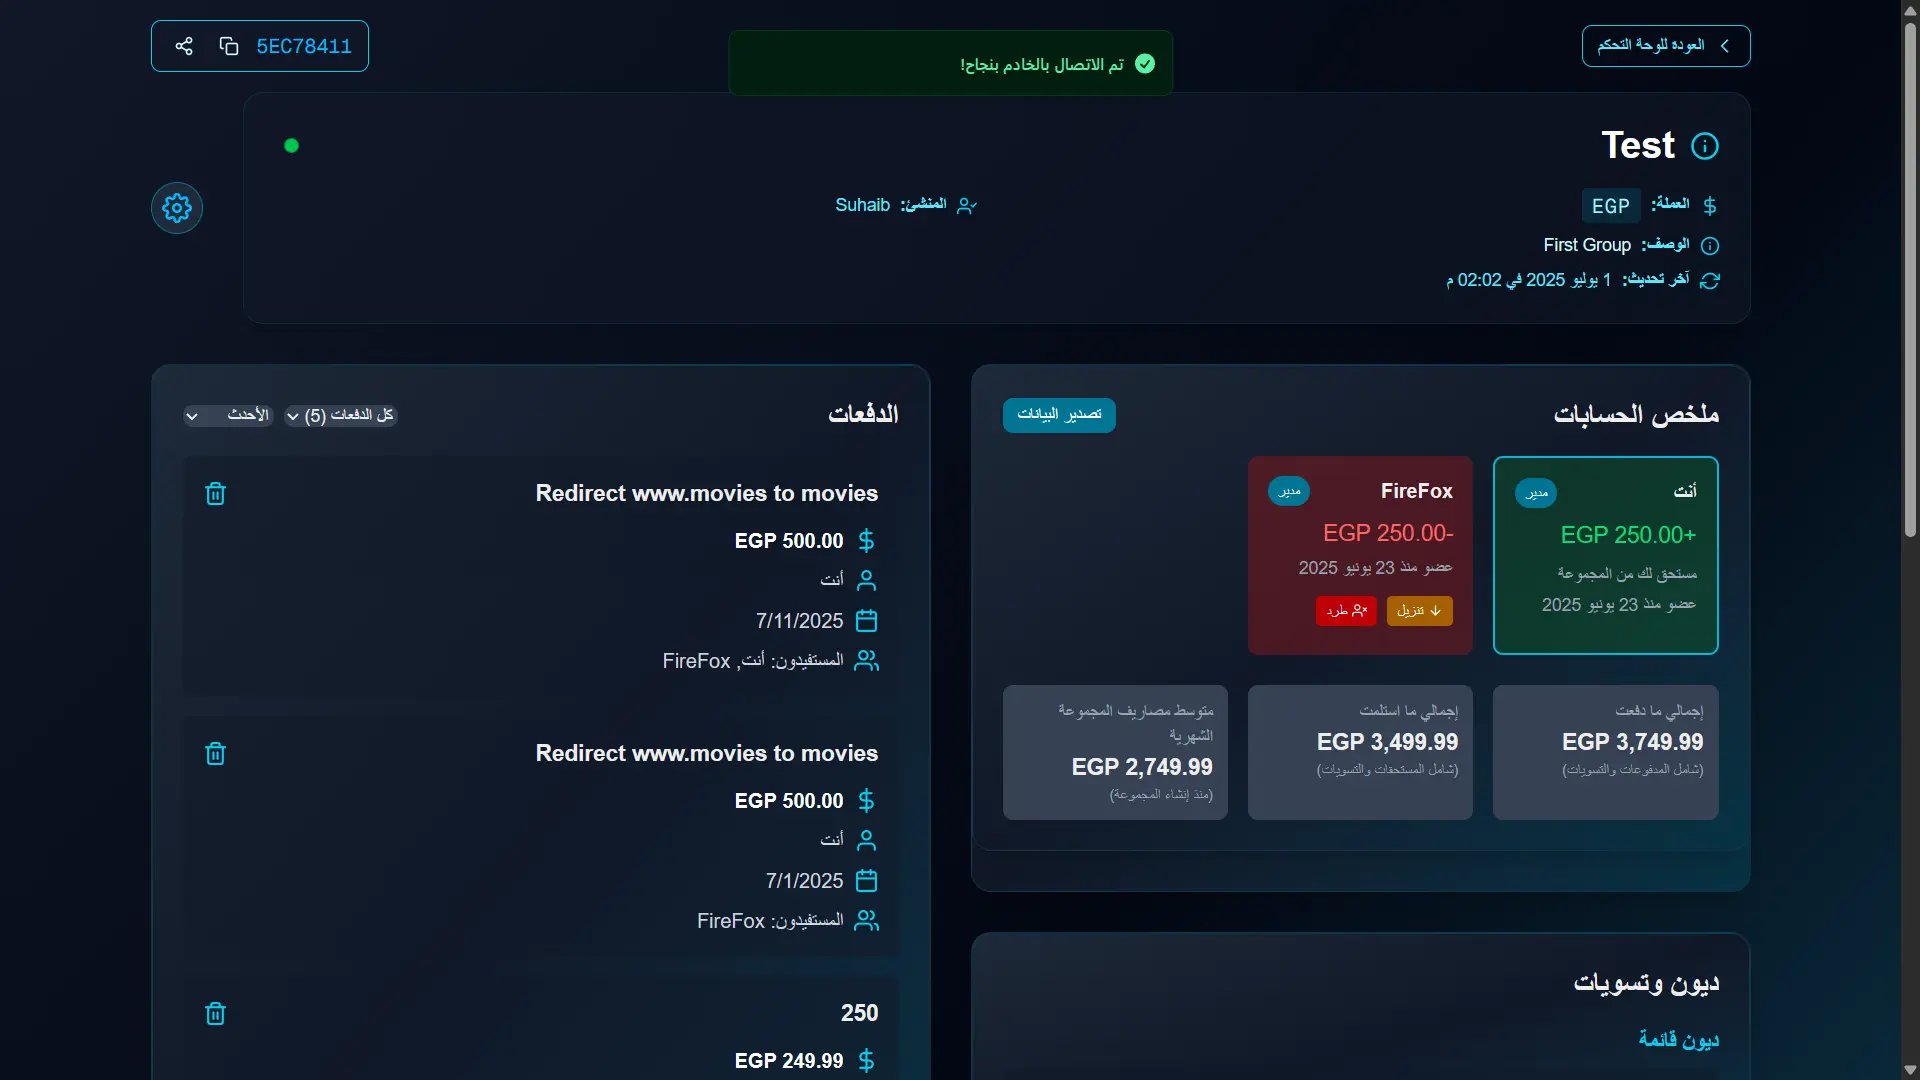 العودة للوحة التحكم
تم الاتصال بالخادم بنجاح!
5EC78411
Test
العملة: EGP
المنشئ: Suhaib
الوصف: First Group
آخر تحديث: 1 يوليو 2025 في 02:02 م
ملخص الحسابات
تصدير البيانات
أنت
مدير
+250.00 EGP
مستحق لك من المجموعة
عضو منذ 23 يونيو 2025
FireFox
مدير
-250.00 EGP
عضو منذ 23 يونيو 2025
تنزيل
طرد
إجمالي ما دفعت
EGP 3,749.99
(شامل المدفوعات والتسويات)
إجمالي ما استلمت
EGP 3,499.99
(شامل المستحقات والتسويات)
متوسط مصاريف المجموعة
الشهرية
EGP 2,749.99
(منذ إنشاء المجموعة)
ديون وتسويات
ديون قائمة
الدفعات
كل الدفعات (5)
الأحدث
Redirect www.movies to movies
EGP 500.00
أنت
7/11/2025
المستفيدون: أنت, FireFox
Redirect www.movies to movies
EGP 500.00
أنت
7/1/2025
المستفيدون: FireFox
250
EGP 249.99